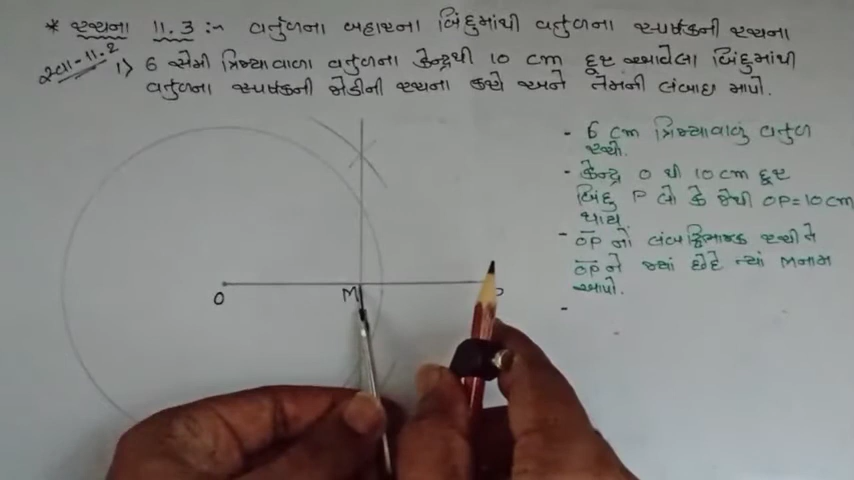 * રચના 11.3 :- વર્તુળના બહારના બિંદુમાંથી વર્તુળના સ્પર્શકની રચના
સ્વા-11.2
1) 6 સેમી ત્રિજ્યાવાળા વર્તુળના કેન્દ્રથી 10 cm દૂર આવેલા બિંદુમાંથી
વર્તુળના સ્પર્શકની જોડીની રચના કરો અને તેમની લંબાઇ માપો.
- 6 cm ત્રિજ્યાવાળું વર્તુળ
રચો.
- કેન્દ્ર O થી 10 cm દૂર
બિંદુ P લો કે જેથી OP = 10 cm
થાય
- OP નો લંબદ્વિભાજક રચી તે
OP ને જ્યાં છેદે ત્યાં M નામ
આપો.
-
O M